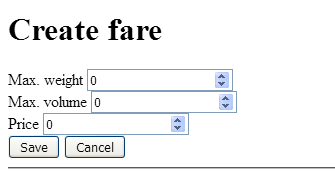 Create fare
Max. weight 0
Max. volume 0
Price 0
Save Cancel